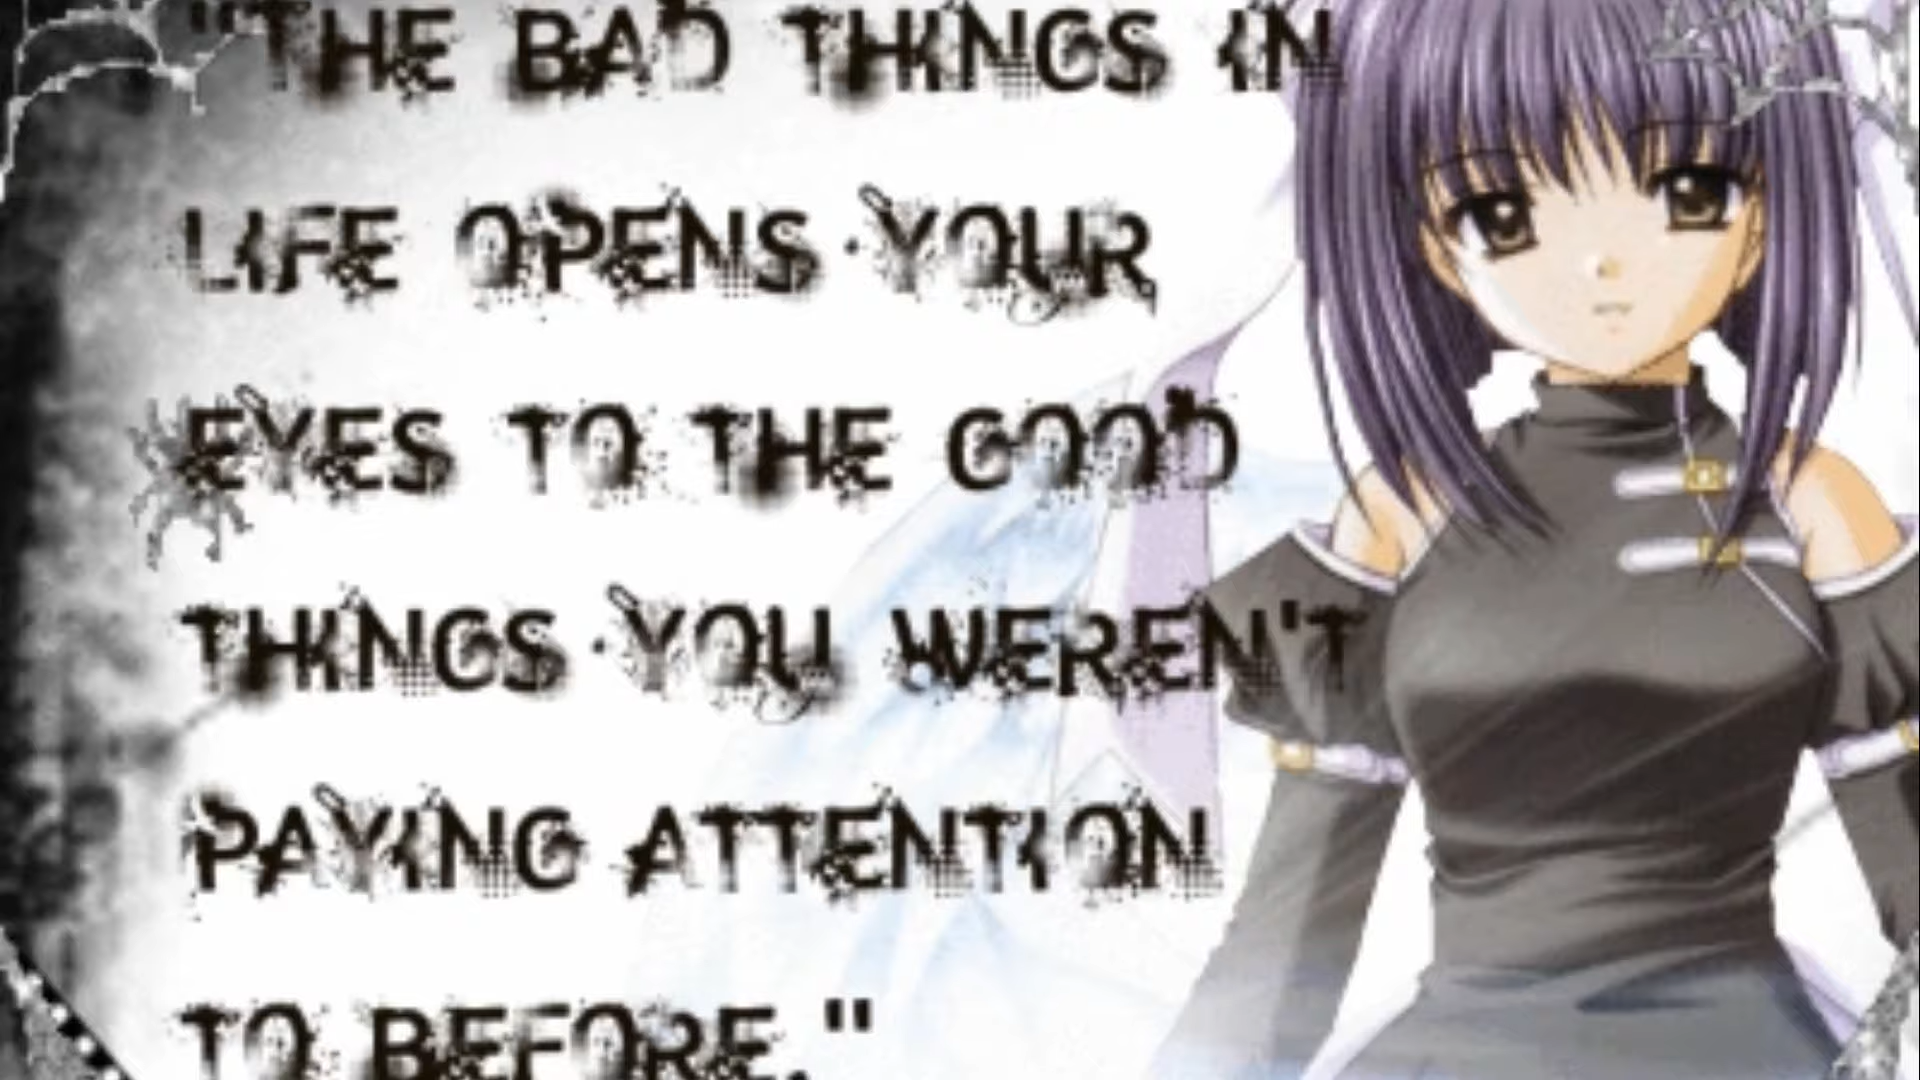 "THE BAD THINGS IN
LIFE OPENS YOUR
EYES TO THE GOOD
THINGS YOU WEREN'T
PAYING ATTENTION
TO BEFORE."